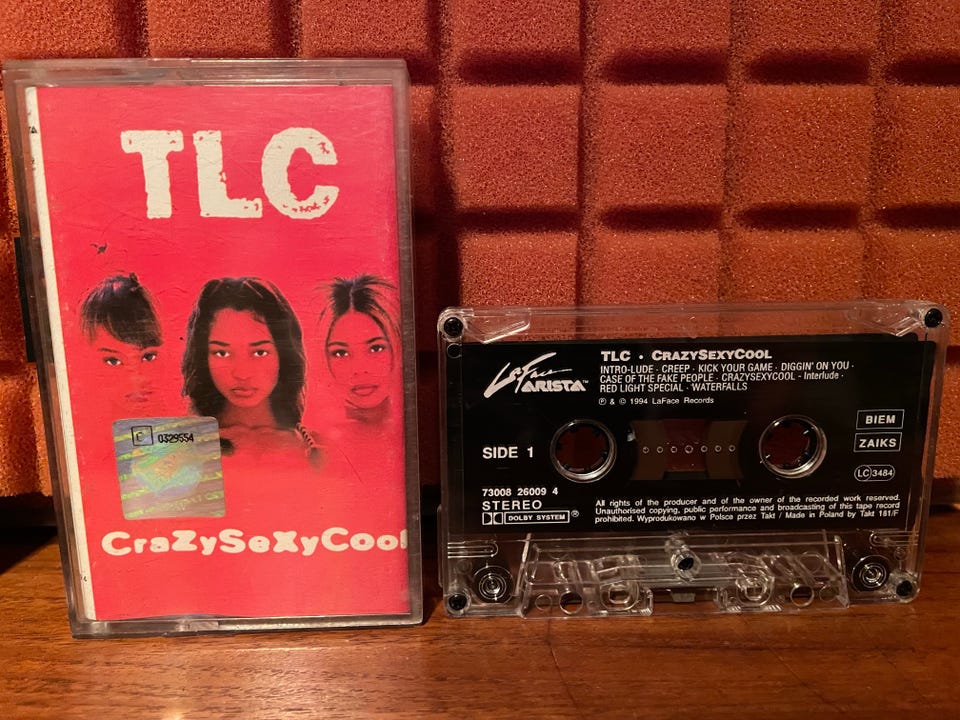 TLC
C 0329554
CraZySeXyCool
LaFace
ARISTA™
TLC · CRAZYSEXYCOOL
INTRO-LUDE · CREEP · KICK YOUR GAME · DIGGIN' ON YOU ·
CASE OF THE FAKE PEOPLE · CRAZYSEXYCOOL - Interlude ·
RED LIGHT SPECIAL · WATERFALLS
℗ & © 1994 LaFace Records
SIDE 1
BIEM
ZAIKS
LC 3484
73008 26009 4
STEREO
DOLBY SYSTEM ®
All rights of the producer and of the owner of the recorded work reserved.
Unauthorised copying, public performance and broadcasting of this tape record
prohibited. Wyprodukowano w Polsce przez Takt / Made in Poland by Takt 181/F